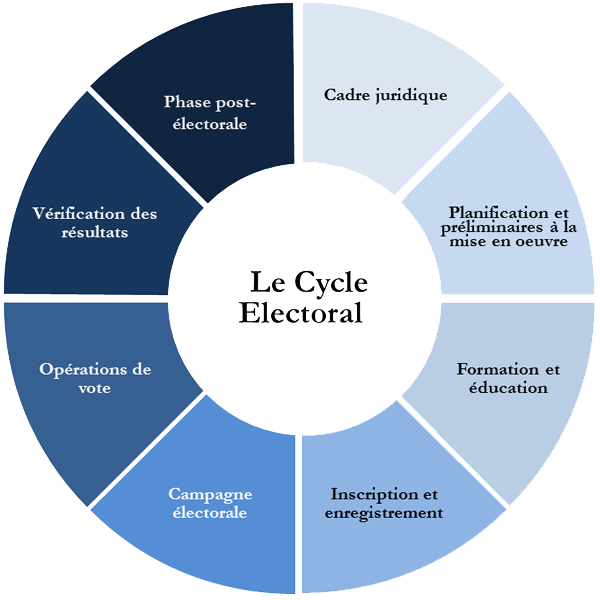 Le Cycle
Electoral
Cadre juridique
Planification et
préliminaires à la
mise en oeuvre
Formation et
éducation
Inscription et
enregistrement
Campagne
électorale
Opérations de
vote
Vérification des
résultats
Phase post-
électorale